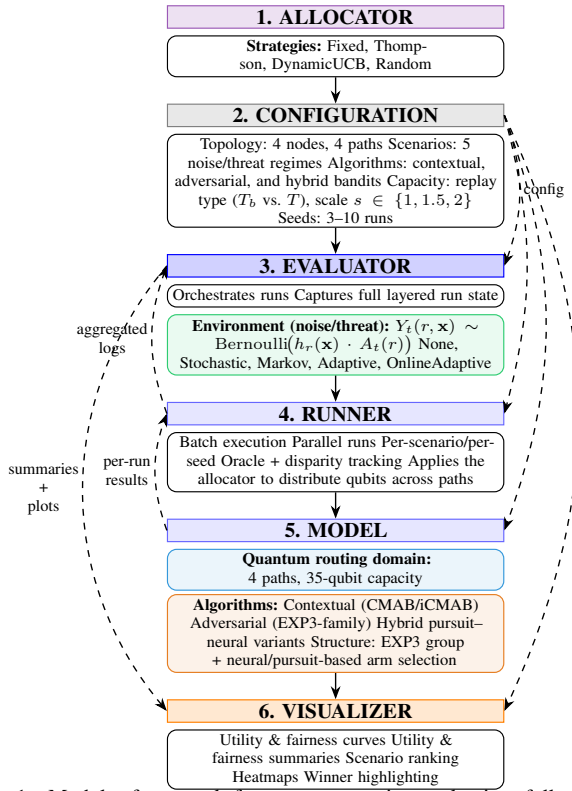 1. ALLOCATOR
Strategies: Fixed, Thomp-
son, DynamicUCB, Random
2. CONFIGURATION
Topology: 4 nodes, 4 paths Scenarios: 5
noise/threat regimes Algorithms: contextual,
adversarial, and hybrid bandits Capacity: replay
type (T_b vs. T), scale s ∈ {1, 1.5, 2}
Seeds: 3–10 runs
config
3. EVALUATOR
Orchestrates runs Captures full layered run state
Environment (noise/threat): Y_t(r, x) ∼
Bernoulli(h_r(x) · A_t(r)) None,
Stochastic, Markov, Adaptive, OnlineAdaptive
aggregated
logs
4. RUNNER
Batch execution Parallel runs Per-scenario/per-
seed Oracle + disparity tracking Applies the
allocator to distribute qubits across paths
per-run
results
summaries
+
plots
5. MODEL
Quantum routing domain:
4 paths, 35-qubit capacity
Algorithms: Contextual (CMAB/iCMAB)
Adversarial (EXP3-family) Hybrid pursuit–
neural variants Structure: EXP3 group
+ neural/pursuit-based arm selection
6. VISUALIZER
Utility & fairness curves Utility &
fairness summaries Scenario ranking
Heatmaps Winner highlighting